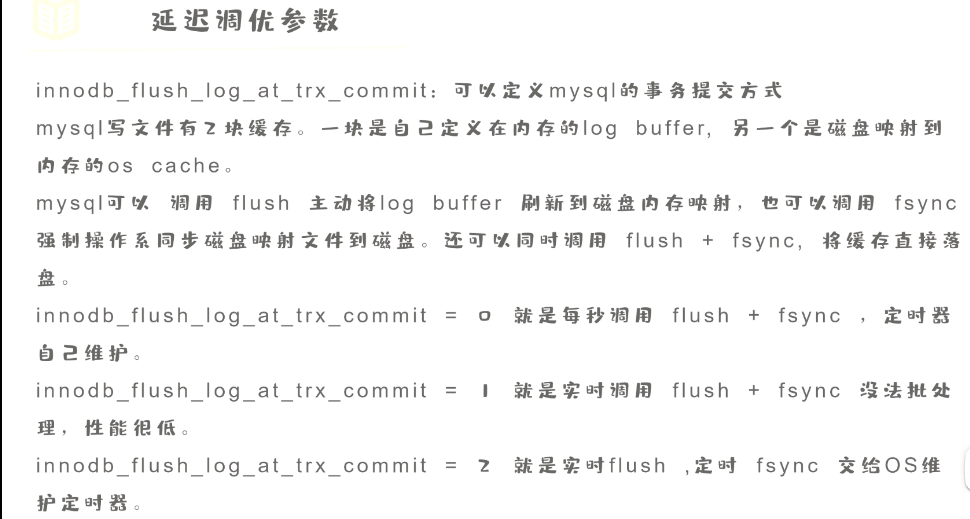 延迟调优参数
innodb_flush_log_at_trx_commit：可以定义mysql的事务提交方式
mysql写文件有2块缓存。一块是自己定义在内存的log buffer, 另一个是磁盘映射到
内存的os cache。
mysql可以 调用 flush 主动将log buffer 刷新到磁盘内存映射，也可以调用 fsync
强制操作系同步磁盘映射文件到磁盘。还可以同时调用 flush + fsync, 将缓存直接落
盘。
innodb_flush_log_at_trx_commit = 0 就是每秒调用 flush + fsync ，定时器
自己维护。
innodb_flush_log_at_trx_commit = 1 就是实时调用 flush + fsync 没法批处
理，性能很低。
innodb_flush_log_at_trx_commit = 2 就是实时flush ,定时 fsync 交给OS维
护定时器。